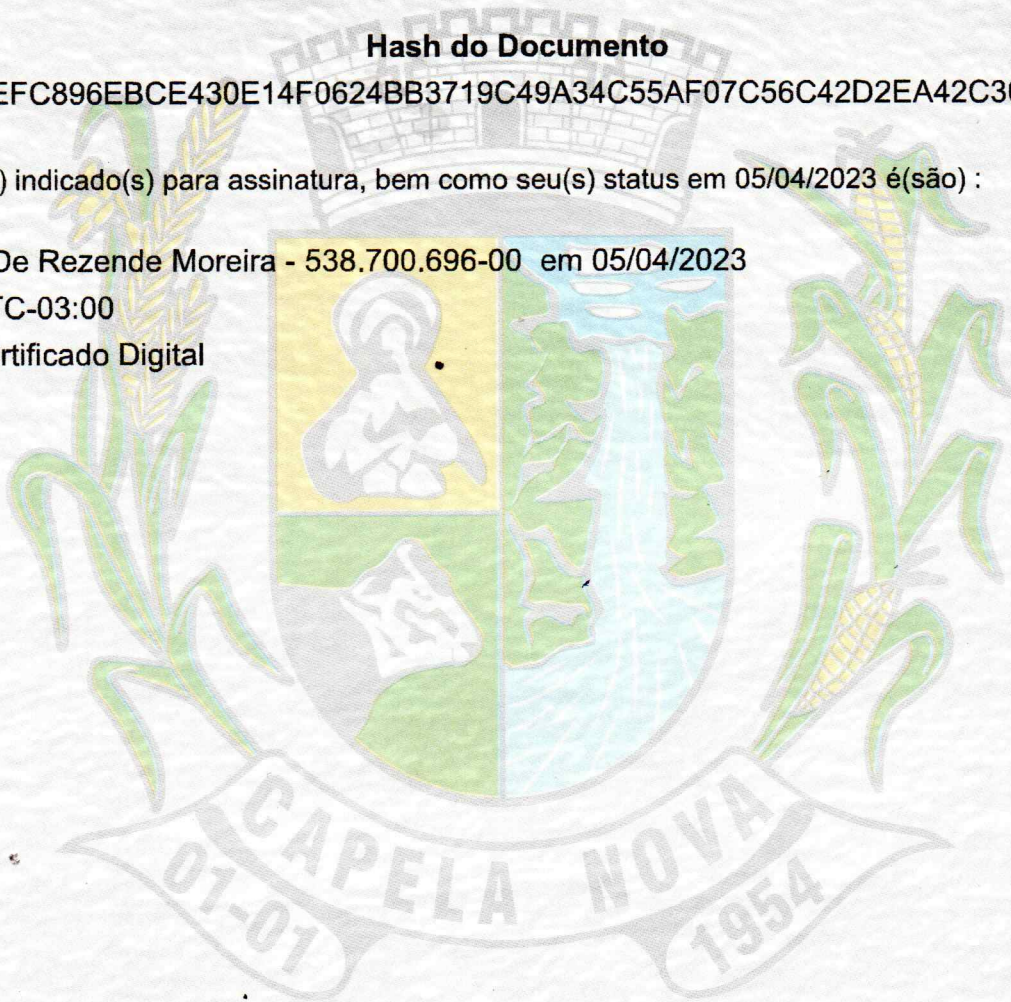 Hash do Documento
EFC896EBCE430E14F0624BB3719C49A34C55AF07C56C42D2EA42C30
) indicado(s) para assinatura, bem como seu(s) status em 05/04/2023 é(são) :
De Rezende Moreira - 538.700.696-00 em 05/04/2023
TC-03:00
rtificado Digital
CAPELA NOVA
01-01
1954